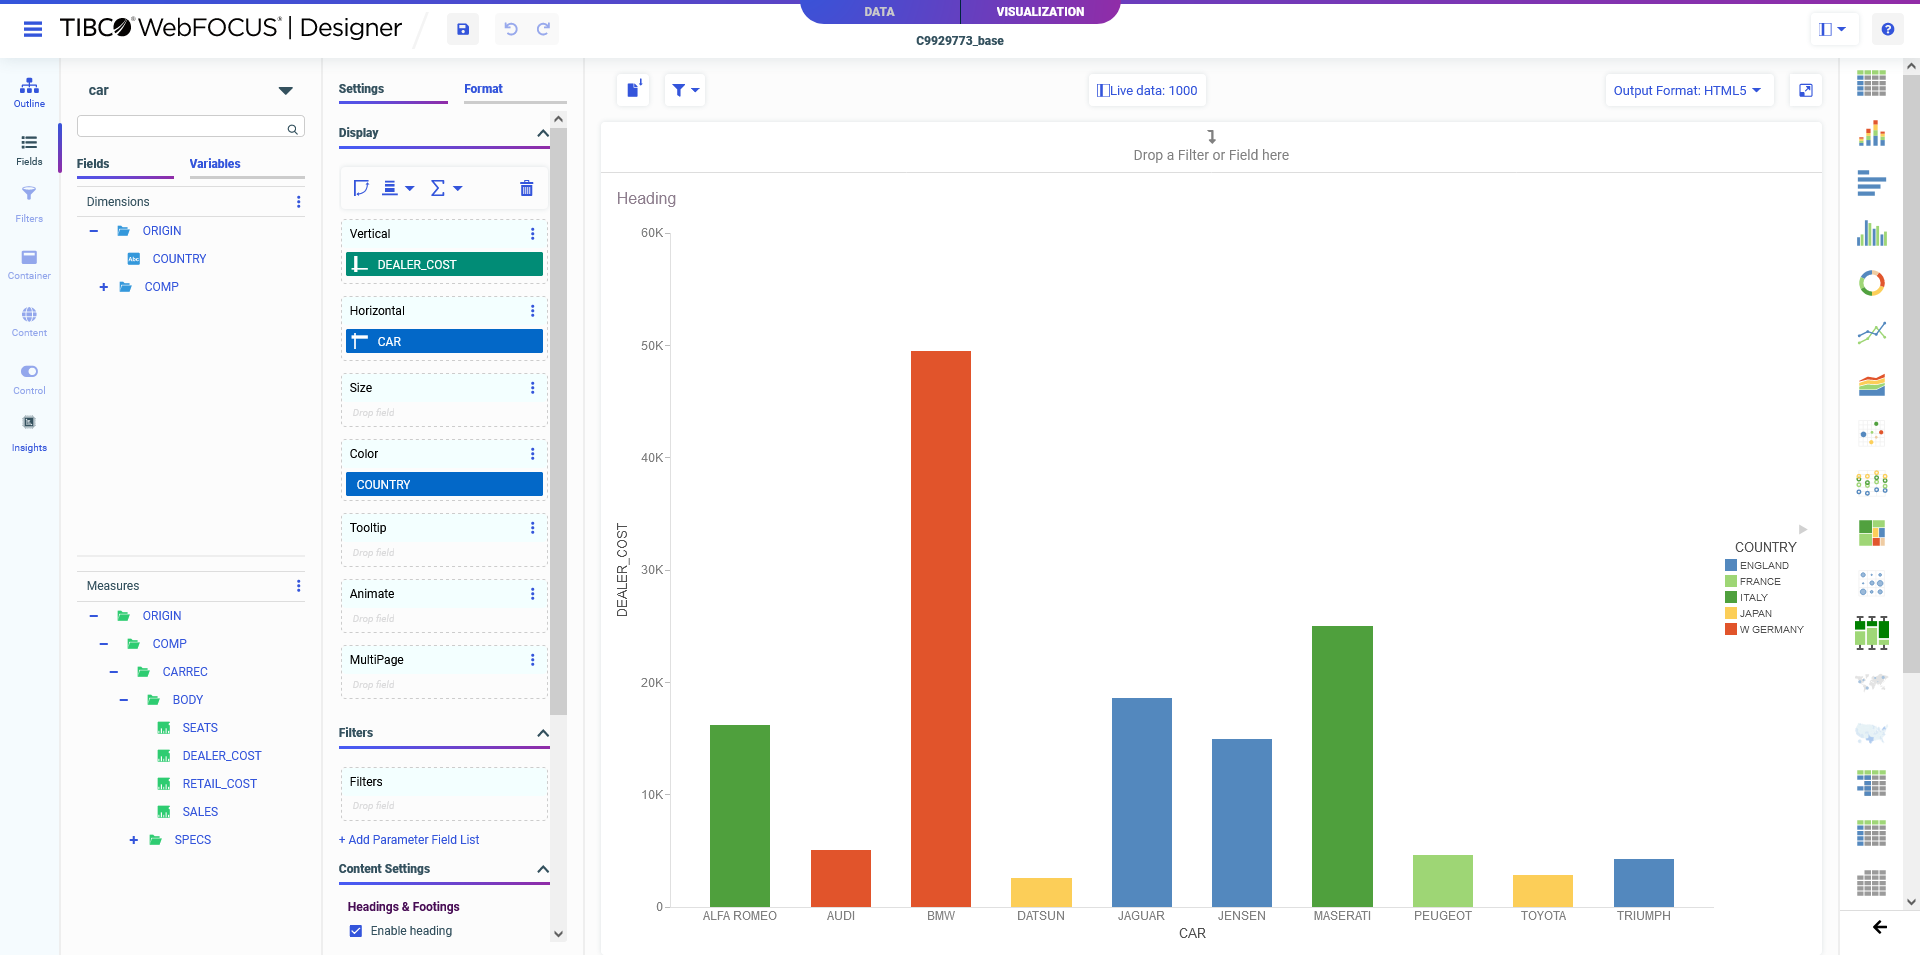 TIBCO WebFOCUS® | Designer
DATA
VISUALIZATION
C9929773_base
Outline
Fields
Filters
Container
Content
Control
Insights
car
Fields
Variables
Dimensions
ORIGIN
Abc
COUNTRY
COMP
Measures
ORIGIN
COMP
CARREC
BODY
SEATS
DEALER_COST
RETAIL_COST
SALES
SPECS
Settings
Format
Display
Vertical
DEALER_COST
Horizontal
CAR
Size
Drop field
Color
COUNTRY
Tooltip
Drop field
Animate
Drop field
MultiPage
Drop field
Filters
Filters
Drop field
+ Add Parameter Field List
Content Settings
Headings & Footings
Enable heading
Live data: 1000
Output Format: HTML5
Drop a Filter or Field here
Heading
60K
50K
40K
30K
20K
10K
0
DEALER_COST
ALFA ROMEO
AUDI
BMW
DATSUN
JAGUAR
JENSEN
MASERATI
PEUGEOT
TOYOTA
TRIUMPH
CAR
COUNTRY
ENGLAND
FRANCE
ITALY
JAPAN
W GERMANY